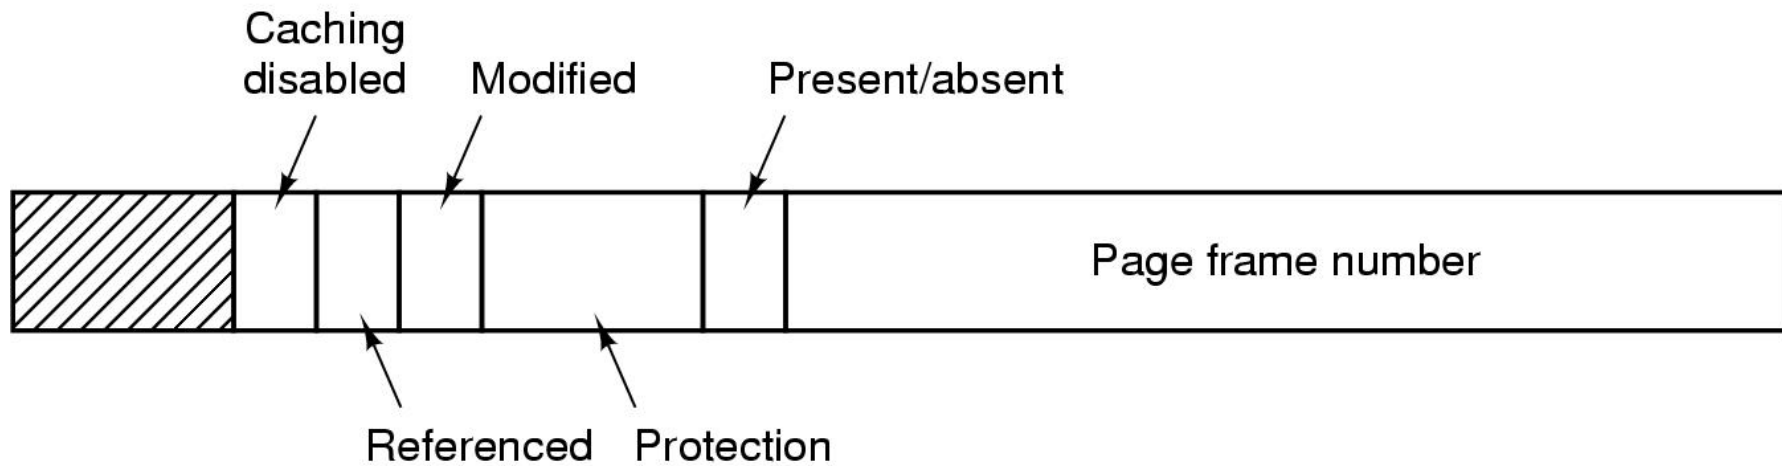 Caching
disabled
Modified
Present/absent
Page frame number
Referenced
Protection